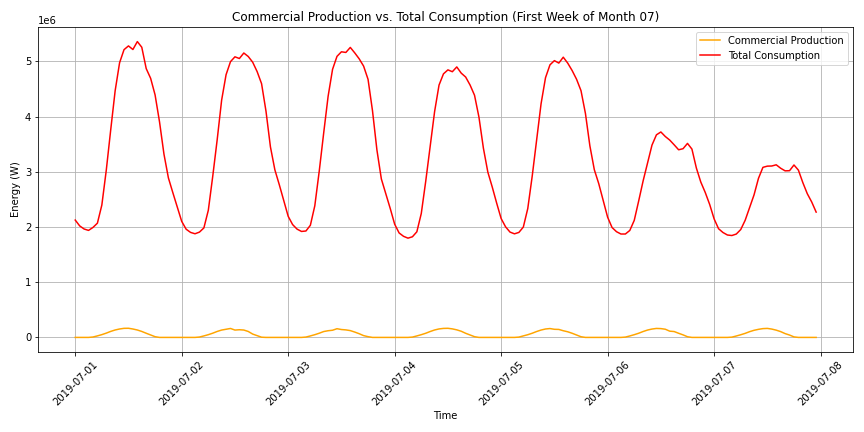 Commercial Production vs. Total Consumption (First Week of Month 07)
1e6
Commercial Production
Total Consumption
5
4
3
2
1
0
Energy (W)
2019-07-01
2019-07-02
2019-07-03
2019-07-04
2019-07-05
2019-07-06
2019-07-07
2019-07-08
Time